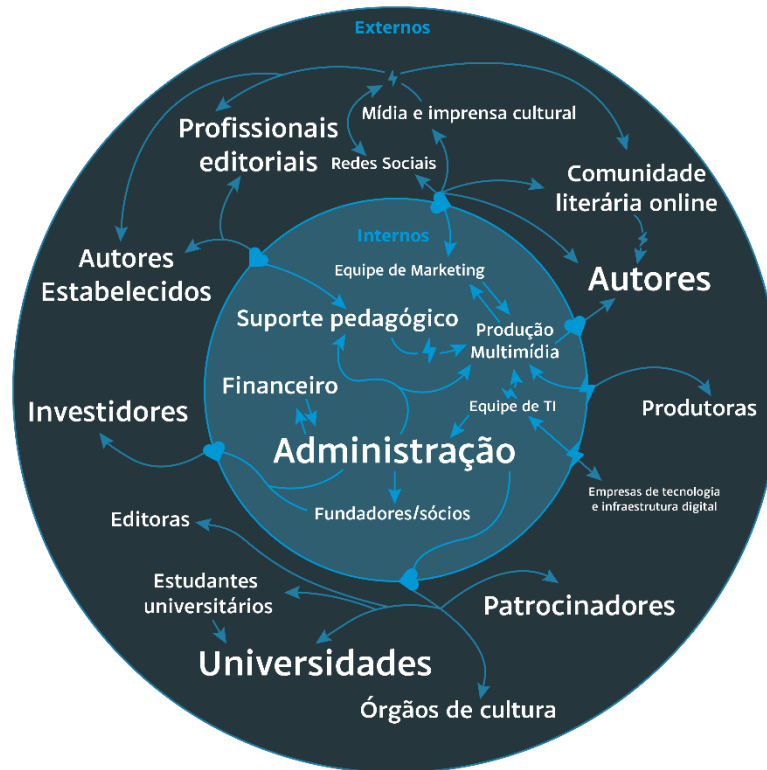 Externos
Mídia e imprensa cultural
Profissionais
editoriais
Redes Sociais
Comunidade
literária online
Internos
Autores
Estabelecidos
Equipe de Marketing
Autores
Suporte pedagógico
Produção
Multimídia
Financeiro
Investidores
Equipe de TI
Produtoras
Administração
Empresas de tecnologia
e infraestrutura digital
Editoras
Fundadores/sócios
Estudantes
universitários
Patrocinadores
Universidades
Órgãos de cultura